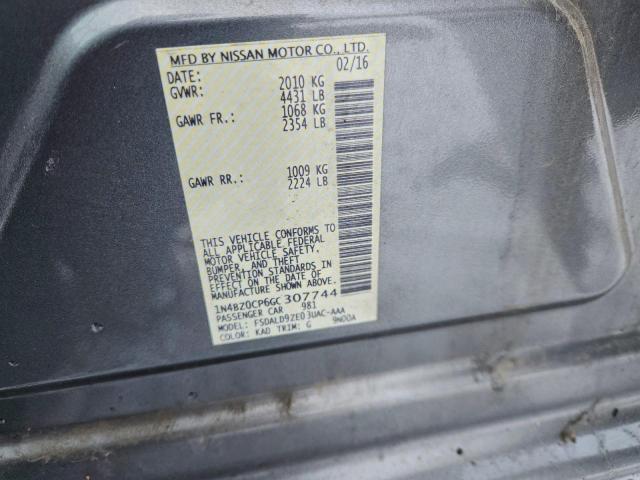 MFD BY NISSAN MOTOR CO., LTD.
DATE: 02/16
GVWR: 2010 KG
4431 LB
GAWR FR.: 1068 KG
2354 LB
GAWR RR.: 1009 KG
2224 LB
THIS VEHICLE CONFORMS TO
ALL APPLICABLE FEDERAL
MOTOR VEHICLE SAFETY,
BUMPER, AND THEFT
PREVENTION STANDARDS IN
EFFECT ON THE DATE OF
MANUFACTURE SHOWN ABOVE.
1N4BZ0CP6GC307744
PASSENGER CAR 981
MODEL: FSDALD9ZE0 3UAC-AAA
COLOR: KAD TRIM: G 9N00A